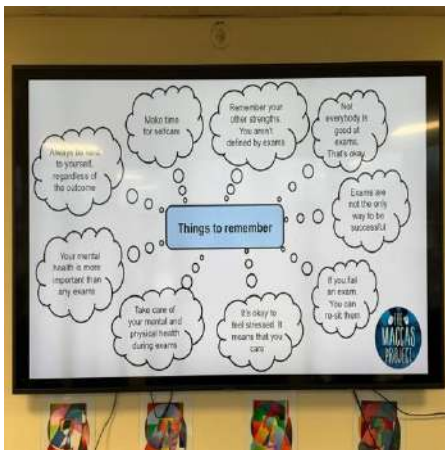 Make time
for selfcare
Remember your
other strengths.
You aren't
defined by exams
Not
everybody is
good at
exams.
That's okay
Always be kind
to yourself,
regardless of
the outcome
Things to remember
Exams are
not the only
way to be
successful
Your mental
health is more
important than
any exams
Take care of
your mental and
physical health
during exams
It's okay to
feel stressed. It
means that you
care
If you fail
an exam.
You can
re-sit them
THE
MACCAS
PROJECT